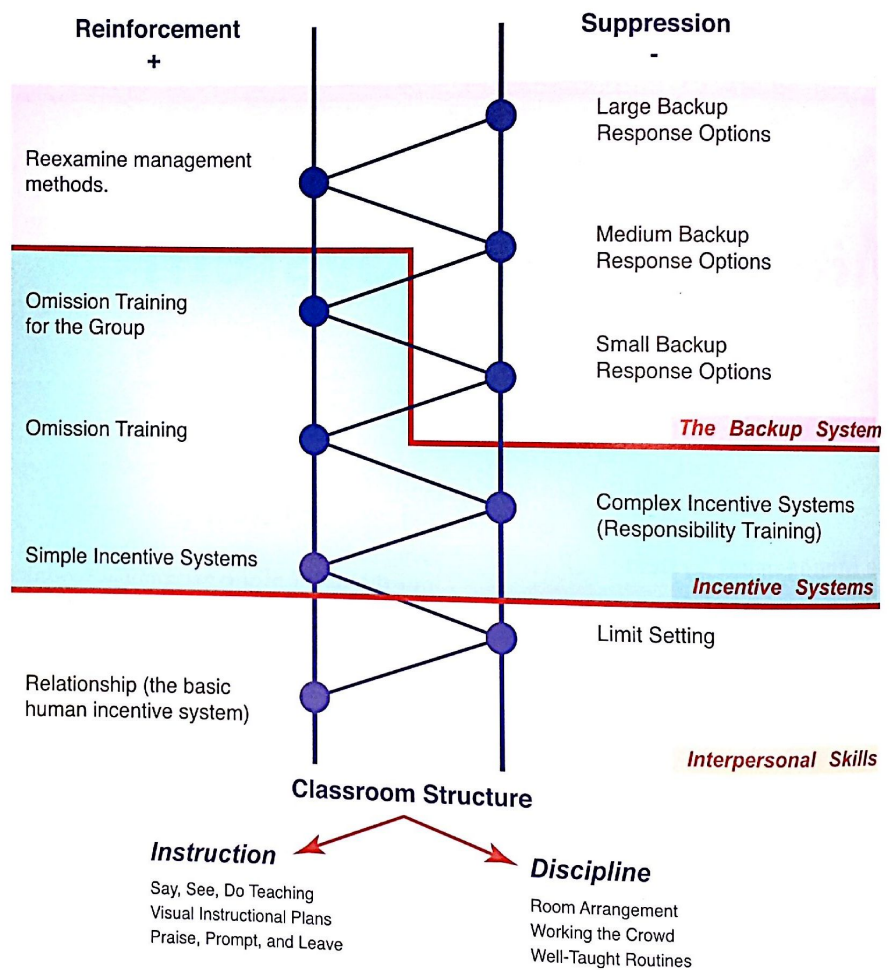 Reinforcement
+
Suppression
-
Large Backup
Response Options
Reexamine management
methods.
Medium Backup
Response Options
Omission Training
for the Group
Small Backup
Response Options
Omission Training
The Backup System
Complex Incentive Systems
(Responsibility Training)
Simple Incentive Systems
Incentive Systems
Limit Setting
Relationship (the basic
human incentive system)
Interpersonal Skills
Classroom Structure
Instruction
Say, See, Do Teaching
Visual Instructional Plans
Praise, Prompt, and Leave
Discipline
Room Arrangement
Working the Crowd
Well-Taught Routines